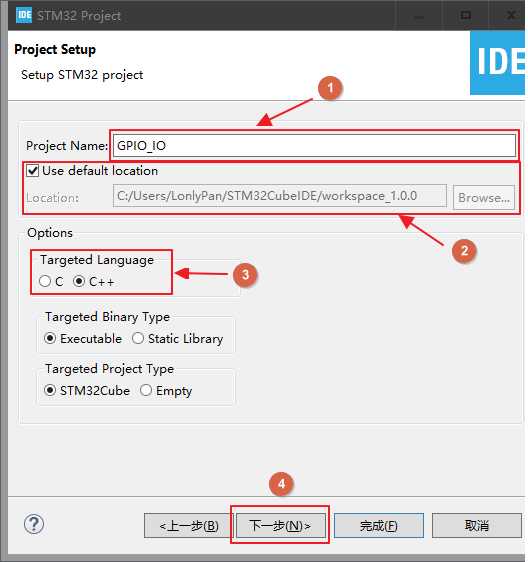 IDE STM32 Project
Project Setup
Setup STM32 project
IDE
1
Project Name: GPIO_IO
Use default location
Location: C:/Users/LonlyPan/STM32CubeIDE/workspace_1.0.0 Browse...
2
Options
Targeted Language
C C++
3
Targeted Binary Type
Executable Static Library
Targeted Project Type
STM32Cube Empty
4
? <上一步(B) 下一步(N)> 完成(F) 取消